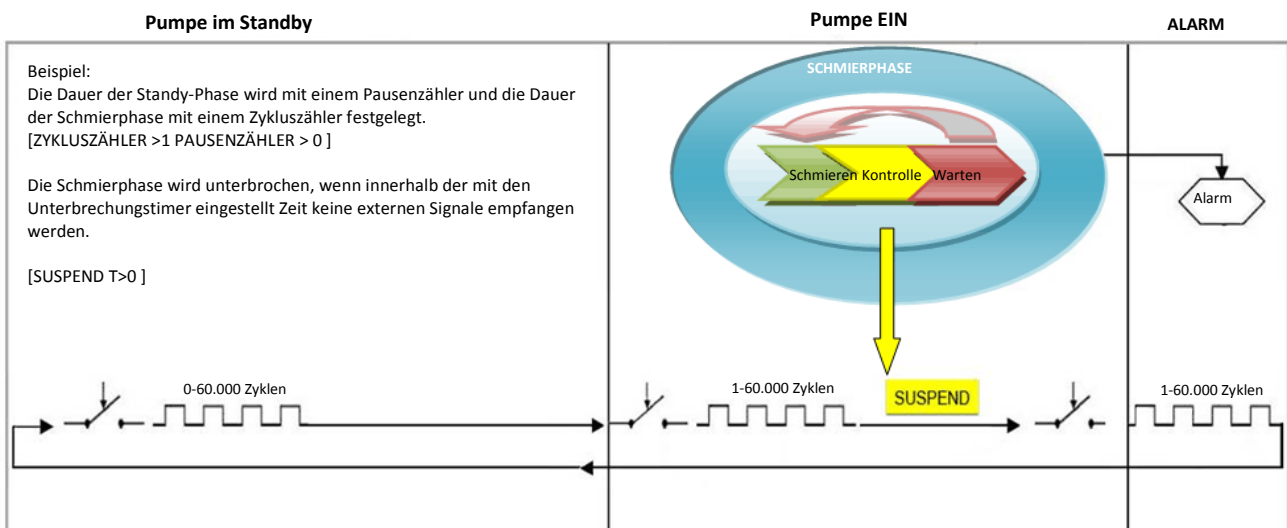 Pumpe im Standby
Pumpe EIN
ALARM
Beispiel:
Die Dauer der Standy-Phase wird mit einem Pausenzähler und die Dauer
der Schmierphase mit einem Zykluszähler festgelegt.
[ZYKLUSZÄHLER >1 PAUSENZÄHLER > 0 ]
Die Schmierphase wird unterbrochen, wenn innerhalb der mit den
Unterbrechungstimer eingestellt Zeit keine externen Signale empfangen
werden.
[SUSPEND T>0 ]
SCHMIERPHASE
Schmieren Kontrolle Warten
Alarm
0-60.000 Zyklen
1-60.000 Zyklen
SUSPEND
1-60.000 Zyklen